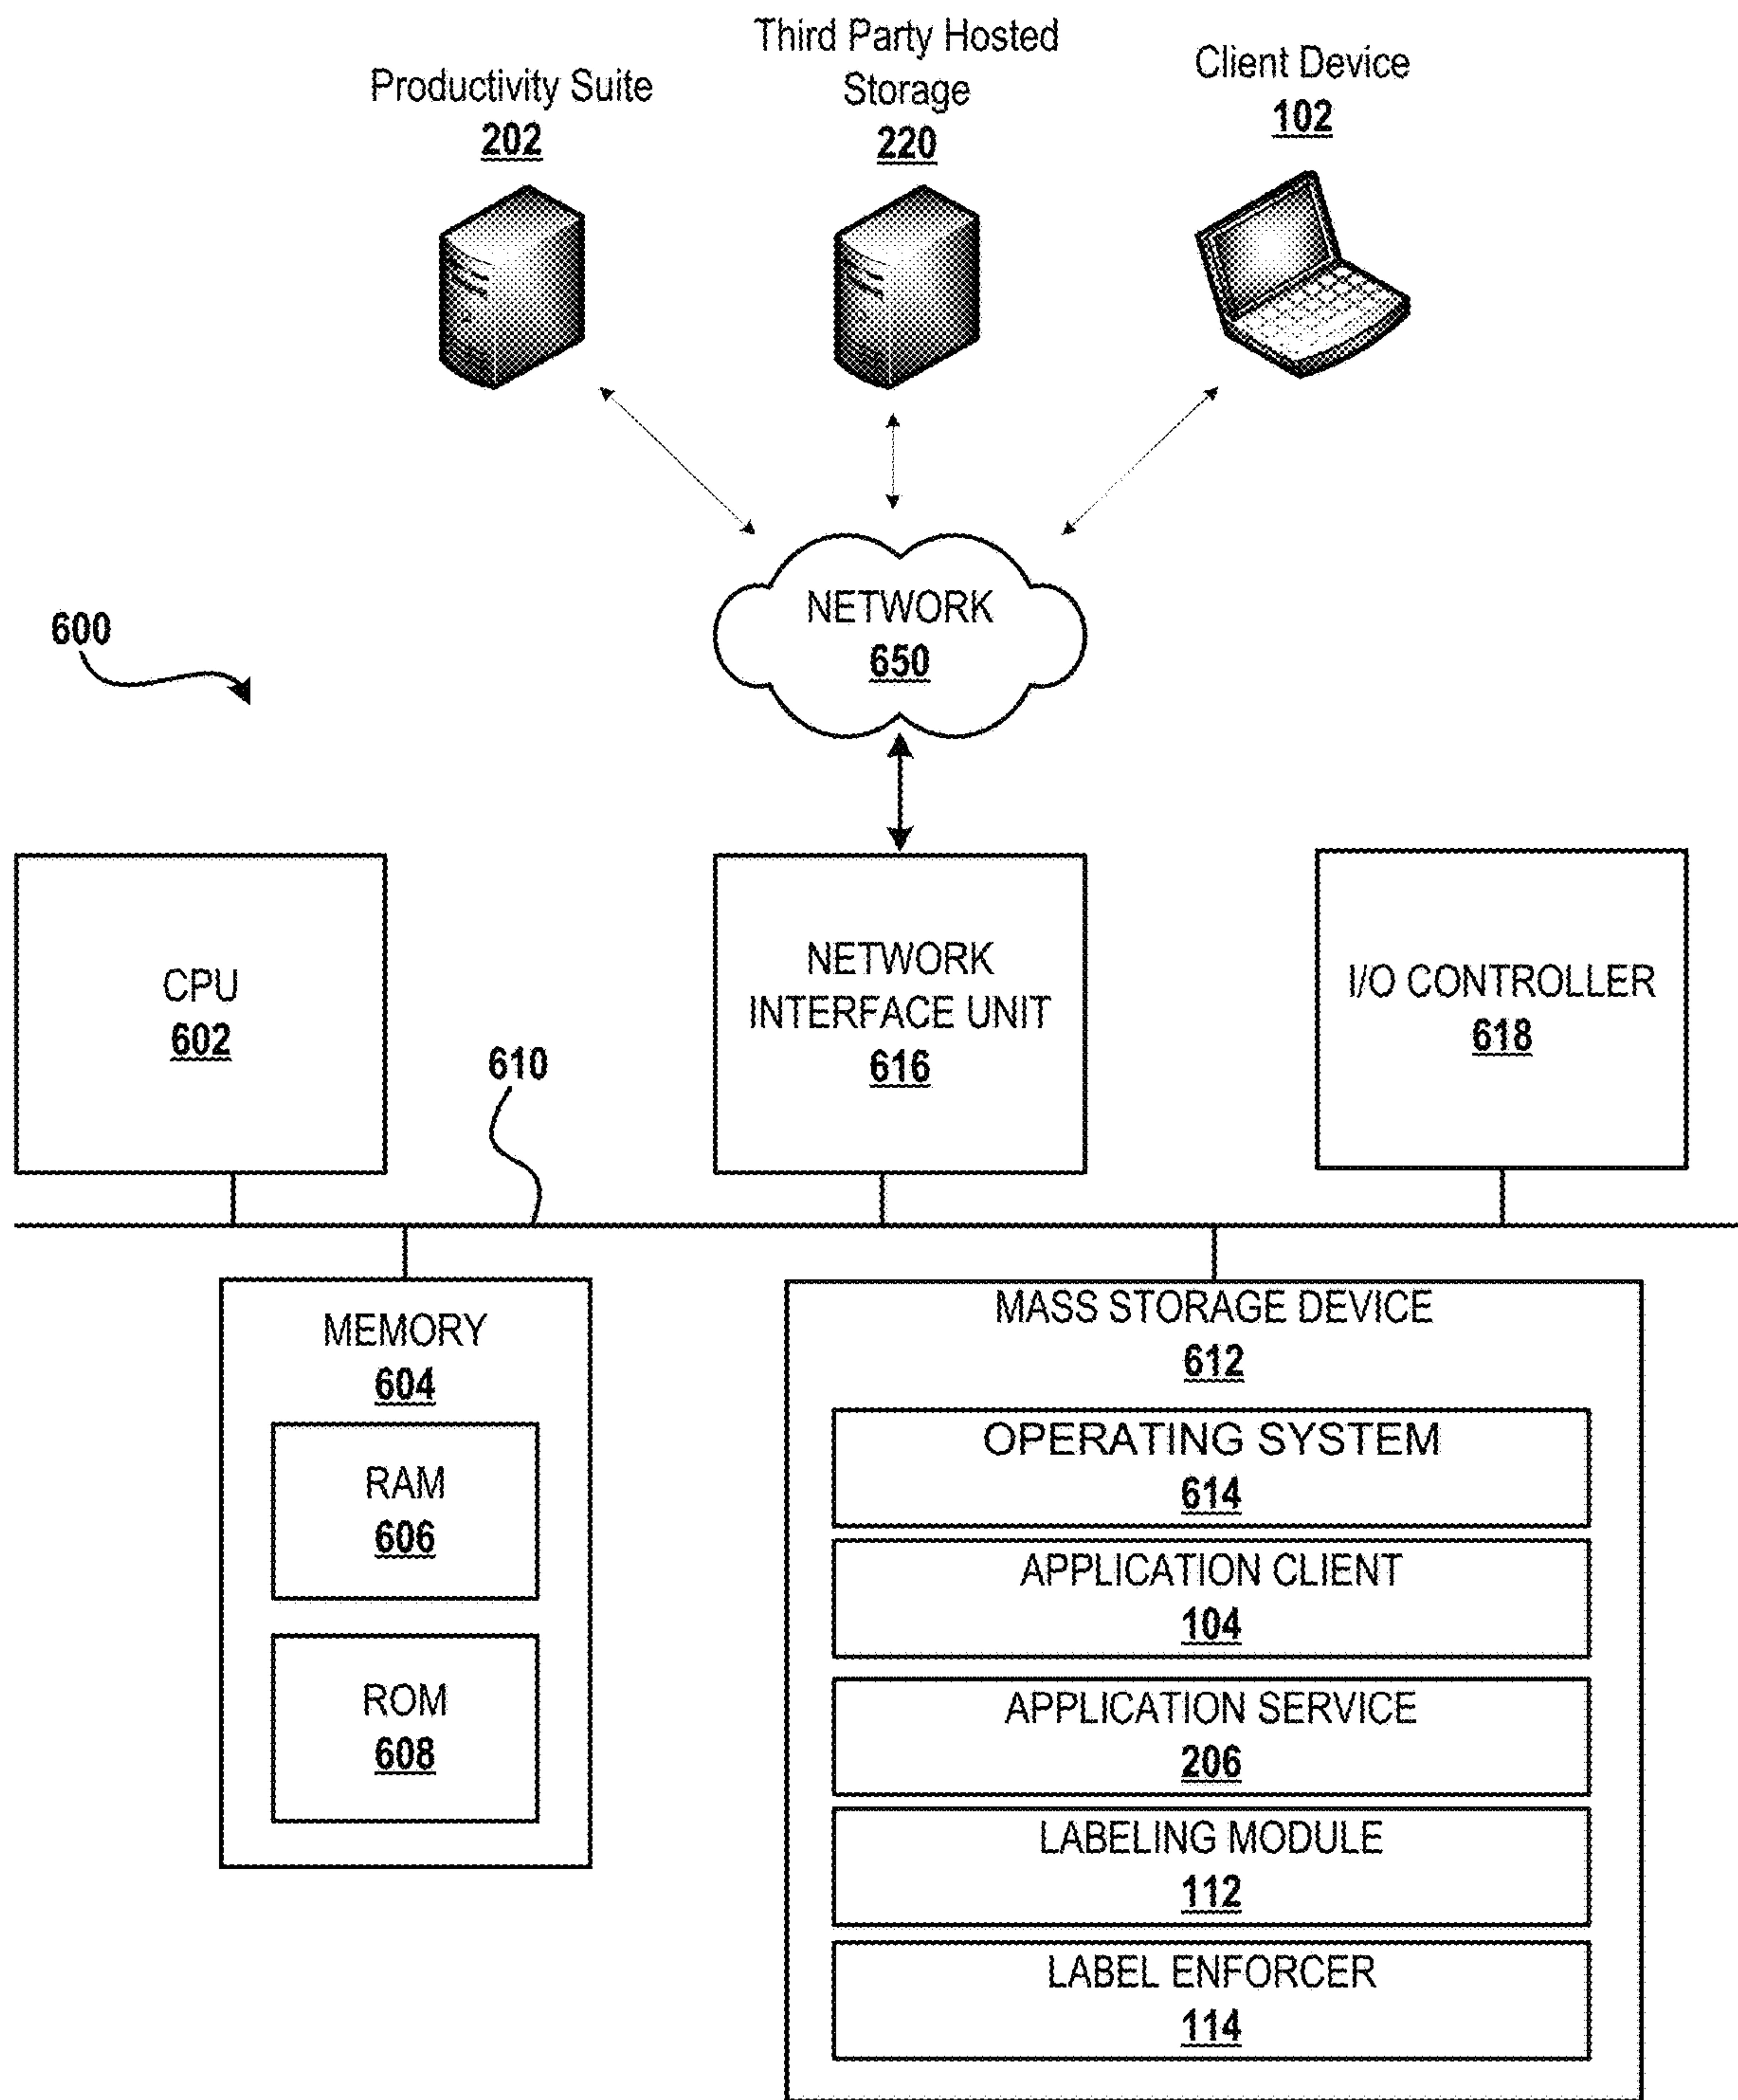 Productivity Suite
202
Third Party Hosted
Storage
220
Client Device
102
NETWORK
650
600
CPU
602
610
NETWORK
INTERFACE UNIT
616
I/O CONTROLLER
618
MEMORY
604
RAM
606
ROM
608
MASS STORAGE DEVICE
612
OPERATING SYSTEM
614
APPLICATION CLIENT
104
APPLICATION SERVICE
206
LABELING MODULE
112
LABEL ENFORCER
114